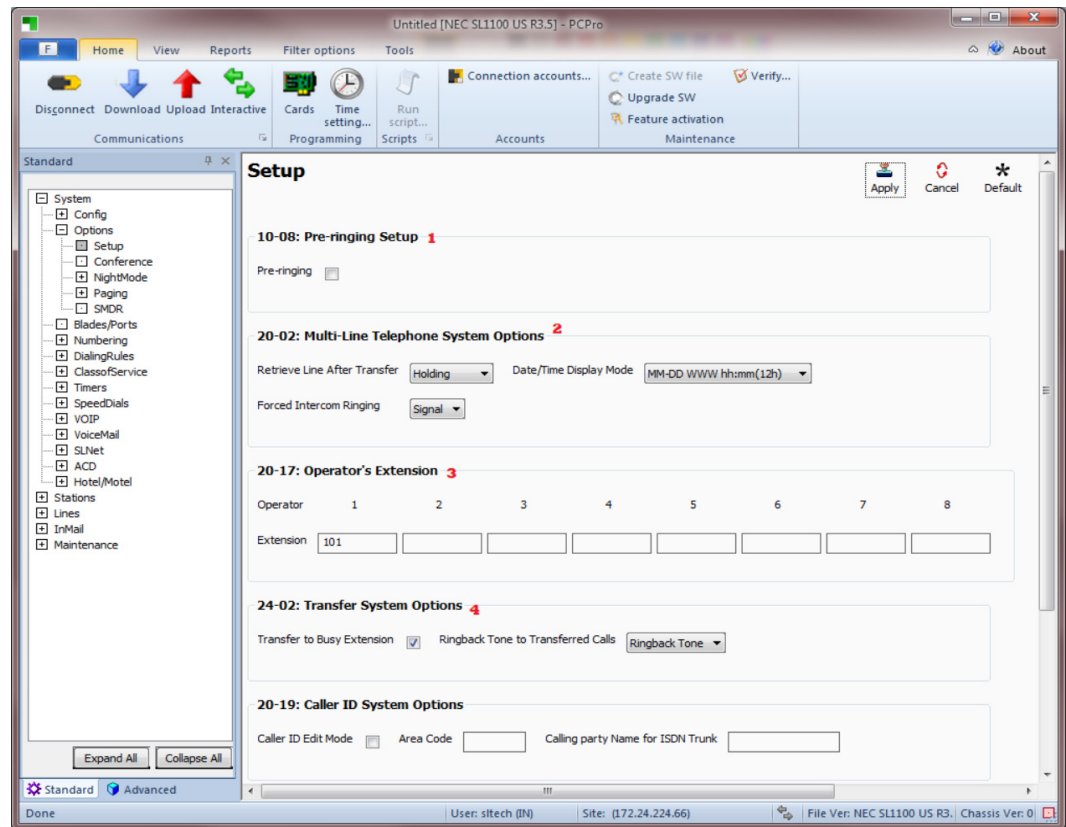 Untitled [NEC SL1100 US R3.5] - PCPro
F Home View Reports Filter options Tools About
Disconnect Download Upload Interactive Cards Time setting... Run script...
Connection accounts...
Create SW file Verify...
Upgrade SW
Feature activation
Communications Programming Scripts Accounts Maintenance
Standard
System
Config
Options
Setup
Conference
NightMode
Paging
SMDR
Blades/Ports
Numbering
DialingRules
ClassofService
Timers
SpeedDials
VOIP
VoiceMail
SLNet
ACD
Hotel/Motel
Stations
Lines
InMail
Maintenance
Expand All Collapse All
Standard Advanced
Setup
Apply Cancel Default
10-08: Pre-ringing Setup 1
Pre-ringing
20-02: Multi-Line Telephone System Options 2
Retrieve Line After Transfer Holding Date/Time Display Mode MM-DD WWW hh:mm(12h)
Forced Intercom Ringing Signal
20-17: Operator's Extension 3
Operator 1 2 3 4 5 6 7 8
Extension 101
24-02: Transfer System Options 4
Transfer to Busy Extension Ringback Tone to Transferred Calls Ringback Tone
20-19: Caller ID System Options
Caller ID Edit Mode Area Code Calling party Name for ISDN Trunk
Done User: sltech (IN) Site: (172.24.224.66) File Ver: NEC SL1100 US R3. Chassis Ver: 0